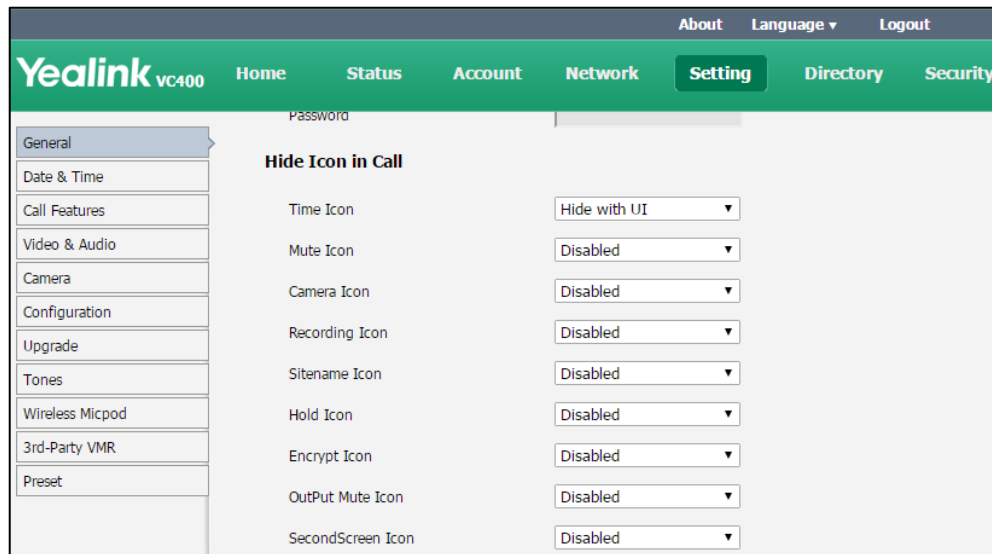 About Language ▾ Logout
Yealink VC400 Home Status Account Network Setting Directory Security
Password
General
Hide Icon in Call
Date & Time
Call Features
Time Icon Hide with UI
Video & Audio
Mute Icon Disabled
Camera
Camera Icon Disabled
Configuration
Recording Icon Disabled
Upgrade
Tones
Sitename Icon Disabled
Wireless Micpod
Hold Icon Disabled
3rd-Party VMR
Encrypt Icon Disabled
Preset
OutPut Mute Icon Disabled
SecondScreen Icon Disabled